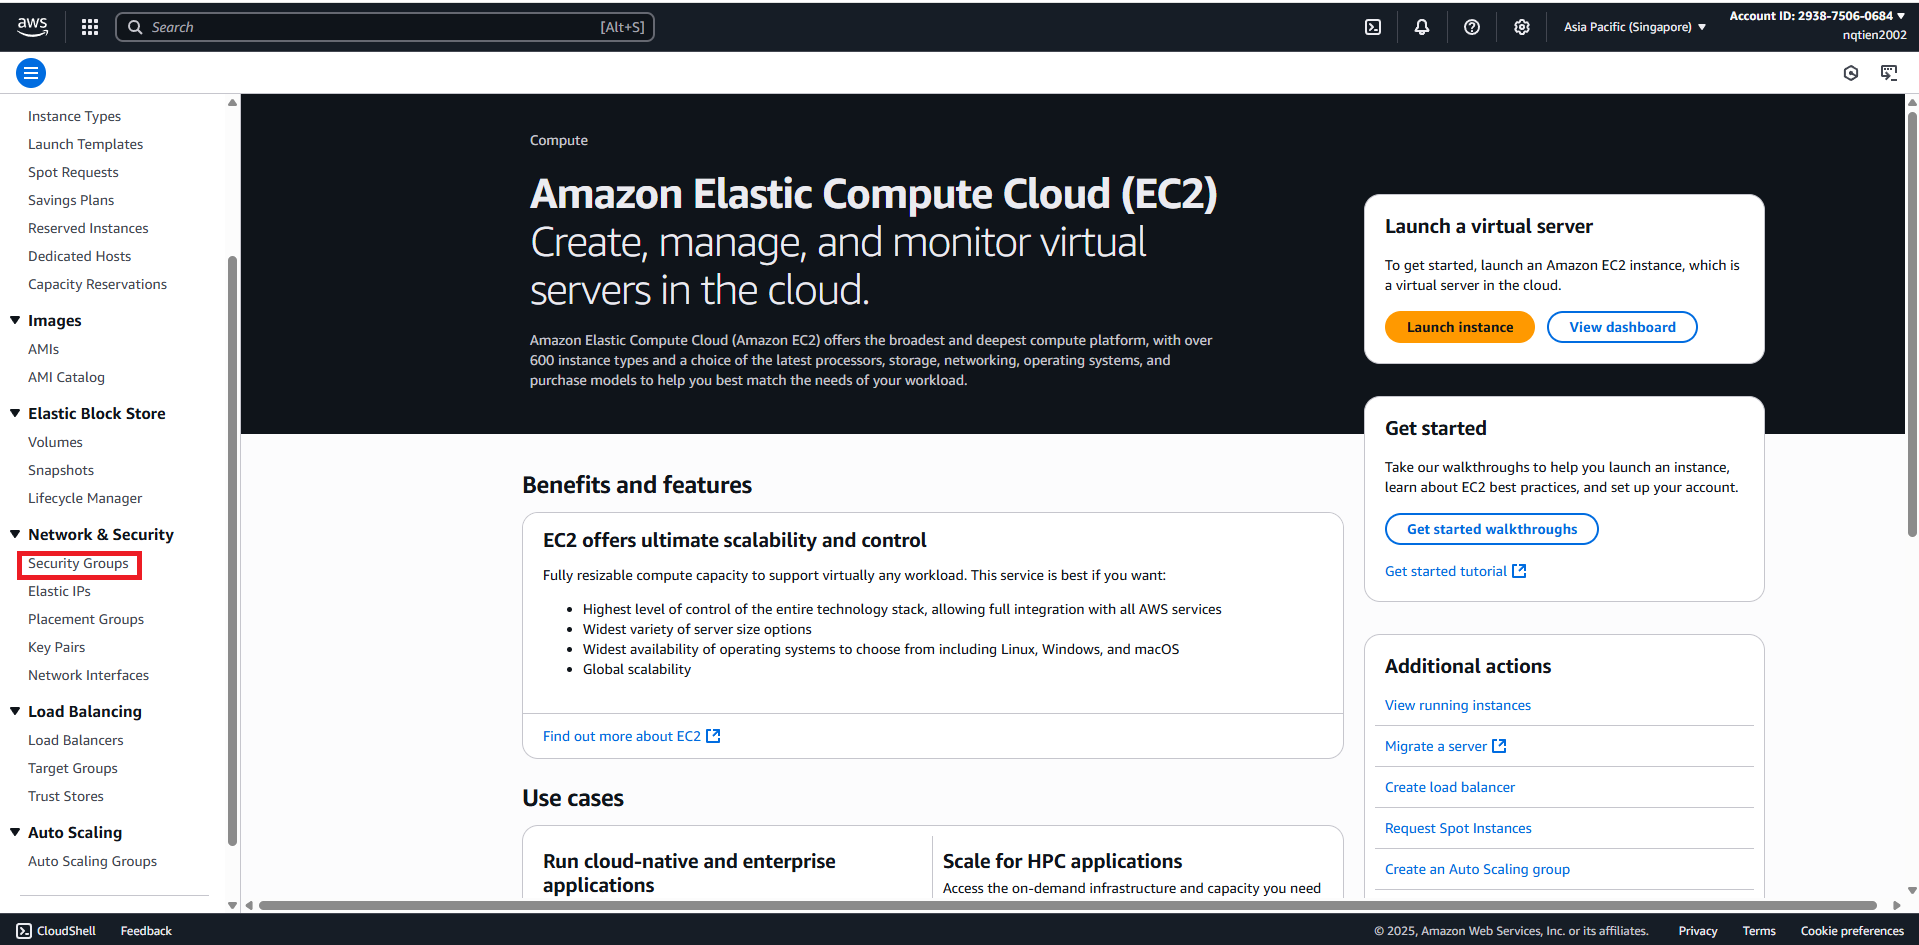 aws
Search [Alt+S]
Asia Pacific (Singapore)
Account ID: 2938-7506-0684
nqtien2002
Instance Types
Launch Templates
Spot Requests
Savings Plans
Reserved Instances
Dedicated Hosts
Capacity Reservations
Images
AMIs
AMI Catalog
Elastic Block Store
Volumes
Snapshots
Lifecycle Manager
Network & Security
Security Groups
Elastic IPs
Placement Groups
Key Pairs
Network Interfaces
Load Balancing
Load Balancers
Target Groups
Trust Stores
Auto Scaling
Auto Scaling Groups
Compute
Amazon Elastic Compute Cloud (EC2)
Create, manage, and monitor virtual
servers in the cloud.
Amazon Elastic Compute Cloud (Amazon EC2) offers the broadest and deepest compute platform, with over
600 instance types and a choice of the latest processors, storage, networking, operating systems, and
purchase models to help you best match the needs of your workload.
Launch a virtual server
To get started, launch an Amazon EC2 instance, which is
a virtual server in the cloud.
Launch instance
View dashboard
Get started
Take our walkthroughs to help you launch an instance,
learn about EC2 best practices, and set up your account.
Get started walkthroughs
Get started tutorial
Benefits and features
EC2 offers ultimate scalability and control
Fully resizable compute capacity to support virtually any workload. This service is best if you want:
• Highest level of control of the entire technology stack, allowing full integration with all AWS services
• Widest variety of server size options
• Widest availability of operating systems to choose from including Linux, Windows, and macOS
• Global scalability
Find out more about EC2
Additional actions
View running instances
Migrate a server
Create load balancer
Request Spot Instances
Create an Auto Scaling group
Use cases
Run cloud-native and enterprise
applications
Scale for HPC applications
Access the on-demand infrastructure and capacity you need
CloudShell
Feedback
© 2025, Amazon Web Services, Inc. or its affiliates.
Privacy
Terms
Cookie preferences